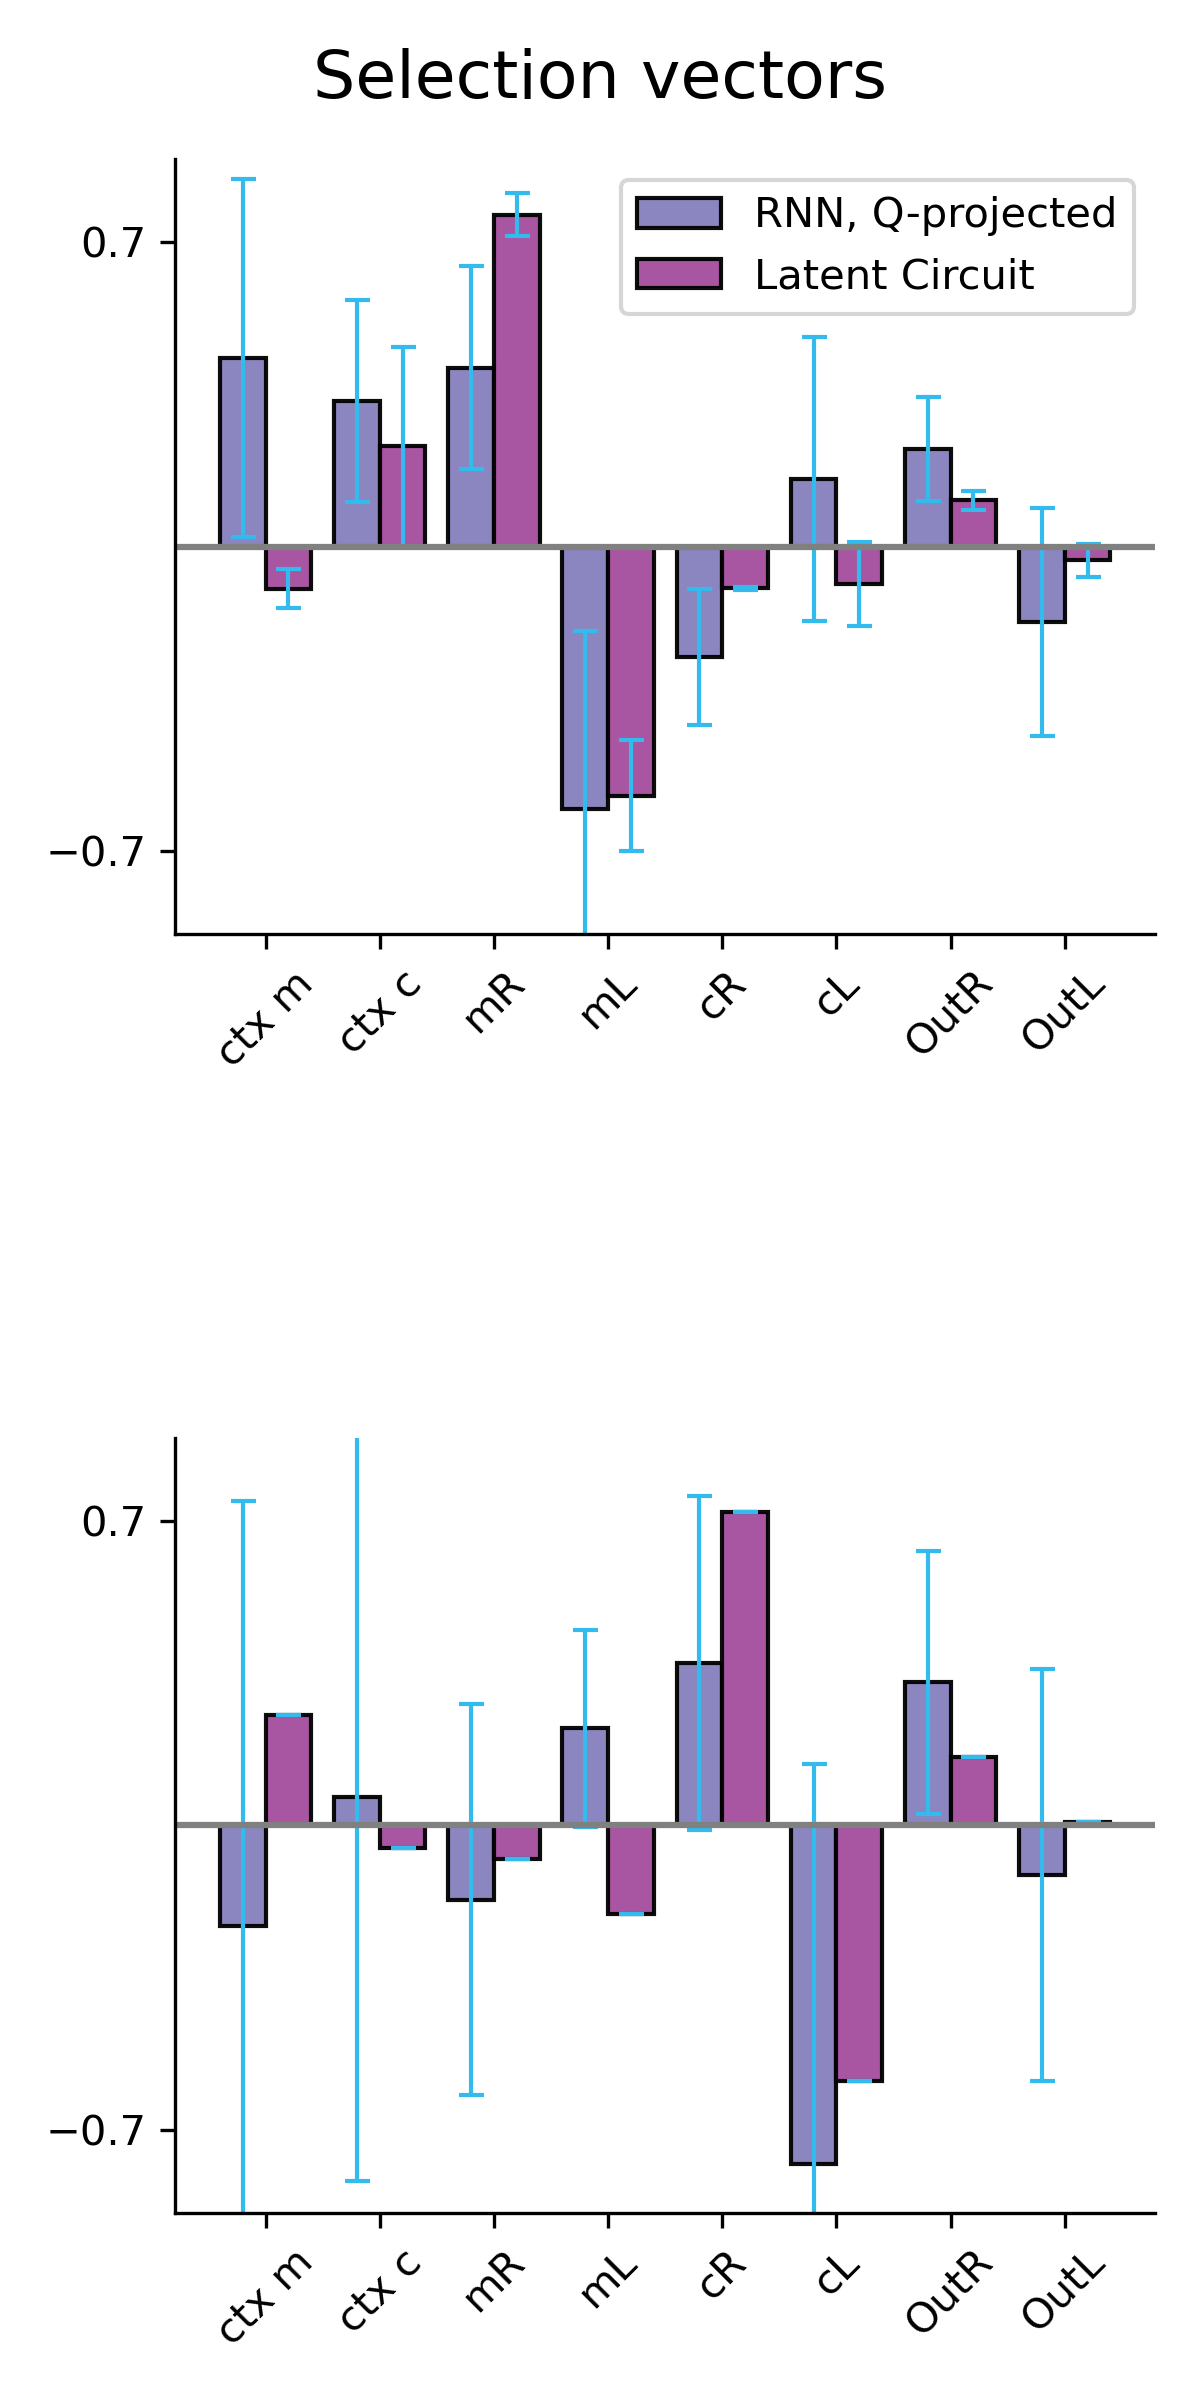 Selection vectors
RNN, Q-projected
Latent Circuit
0.7
−0.7
ctx m
ctx c
mR
mL
cR
cL
OutR
OutL
0.7
−0.7
ctx m
ctx c
mR
mL
cR
cL
OutR
OutL